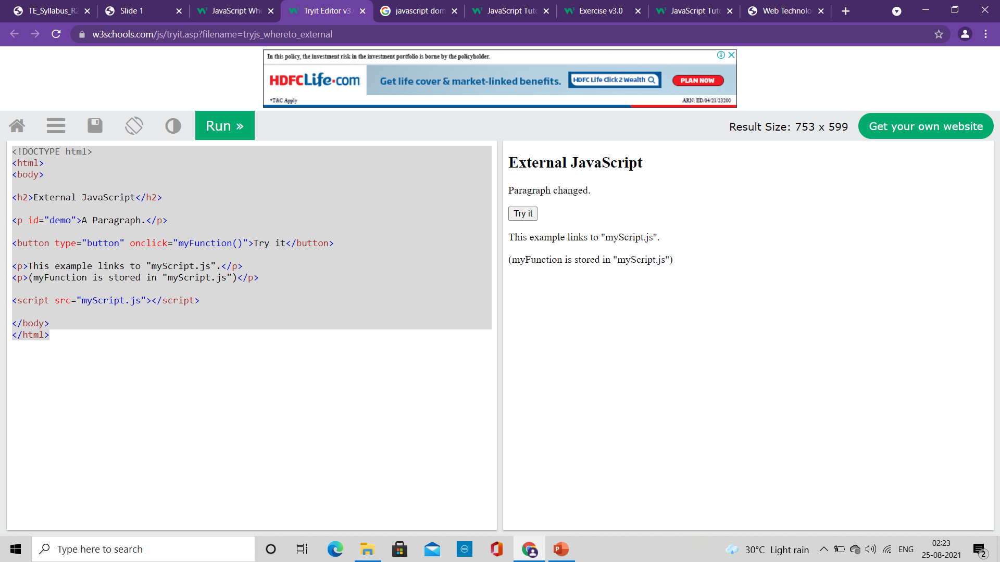 TE_Syllabus_R2
Slide 1
JavaScript Whe
Tryit Editor v3.
javascript dom
JavaScript Tuto
Exercise v3.0
JavaScript Tuto
Web Technolo
w3schools.com/js/tryit.asp?filename=tryjs_whereto_external
In this policy, the investment risk in the investment portfolio is borne by the policyholder.
HDFCLife.com
Get life cover & market-linked benefits.
HDFC Life Click 2 Wealth
PLAN NOW
*T&C Apply
ARN: ED/04/21/23200
Run »
Result Size: 753 x 599
Get your own website
<!DOCTYPE html>
<html>
<body>
<h2>External JavaScript</h2>
<p id="demo">A Paragraph.</p>
<button type="button" onclick="myFunction()">Try it</button>
<p>This example links to "myScript.js".</p>
<p>(myFunction is stored in "myScript.js")</p>
<script src="myScript.js"></script>
</body>
</html>
External JavaScript
Paragraph changed.
Try it
This example links to "myScript.js".
(myFunction is stored in "myScript.js")
Type here to search
30°C Light rain
ENG
02:23
25-08-2021
2